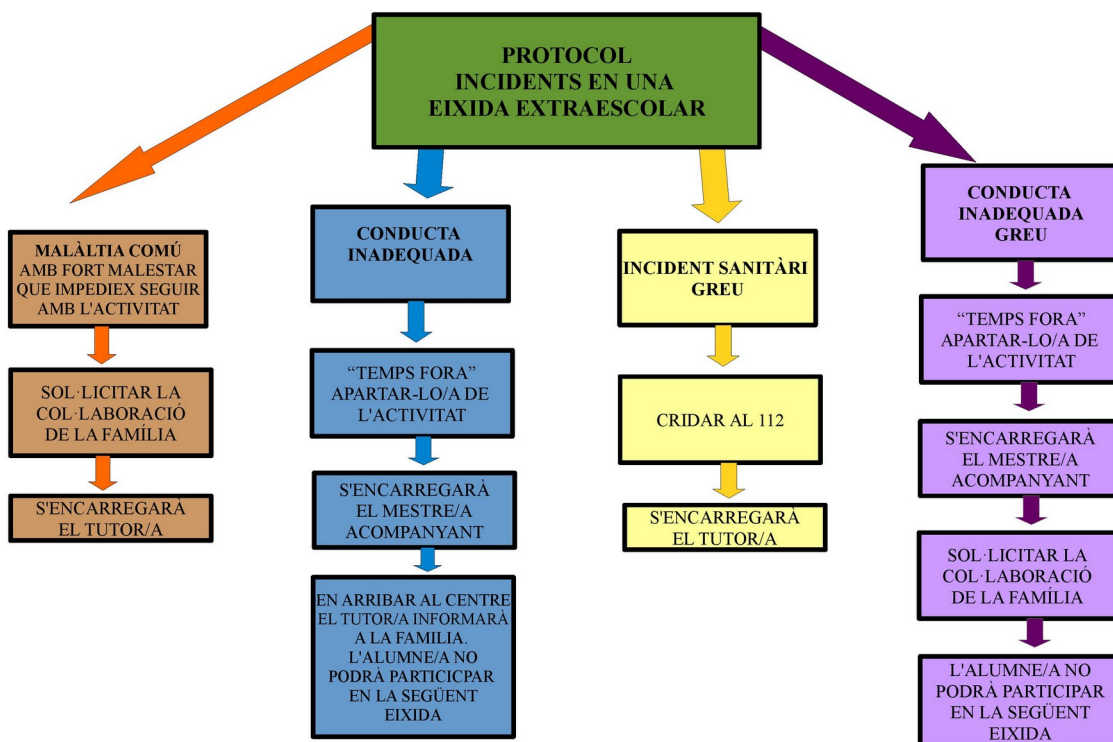 PROTOCOL
INCIDENTS EN UNA
EIXIDA EXTRAESCOLAR
MALÀLTIA COMÚ
AMB FORT MALESTAR
QUE IMPEDIEX SEGUIR
AMB L'ACTIVITAT
SOL·LICITAR LA
COL·LABORACIÓ
DE LA FAMÍLIA
S'ENCARREGARÀ
EL TUTOR/A
CONDUCTA
INADEQUADA
“TEMPS FORA”
APARTAR-LO/A DE
L'ACTIVITAT
S'ENCARREGARÀ
EL MESTRE/A
ACOMPANYANT
EN ARRIBAR AL CENTRE
EL TUTOR/A INFORMARÀ
A LA FAMILIA.
L'ALUMNE/A NO
PODRÀ PARTICICPAR
EN LA SEGÜENT
EIXIDA
INCIDENT SANITÀRI
GREU
CRIDAR AL 112
S'ENCARREGARÀ
EL TUTOR/A
CONDUCTA
INADEQUADA
GREU
“TEMPS FORA”
APARTAR-LO/A DE
L'ACTIVITAT
S'ENCARREGARÀ
EL MESTRE/A
ACOMPANYANT
SOL·LICITAR LA
COL·LABORACIÓ
DE LA FAMÍLIA
L'ALUMNE/A NO
PODRÀ PARTICIPAR
EN LA SEGÜENT
EIXIDA